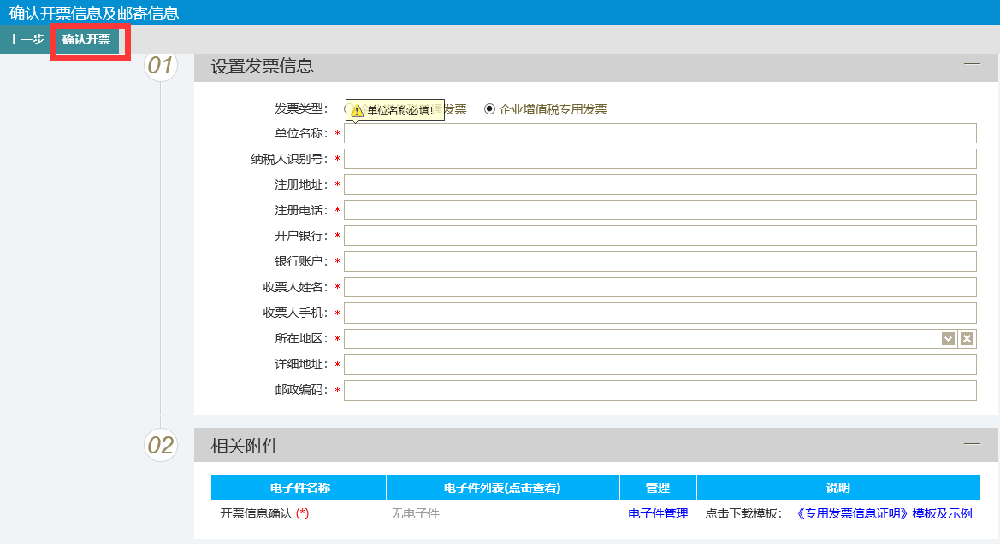 确认开票信息及邮寄信息
上一步 确认开票
01 设置发票信息
发票类型： 单位名称必填! 通发票 企业增值税专用发票
单位名称：*
纳税人识别号：*
注册地址：*
注册电话：*
开户银行：*
银行账户：*
收票人姓名：*
收票人手机：*
所在地区：*
详细地址：*
邮政编码：*
02 相关附件
电子件名称 电子件列表(点击查看) 管理 说明
开票信息确认 (*) 无电子件 电子件管理 点击下载模板： 《专用发票信息证明》模板及示例